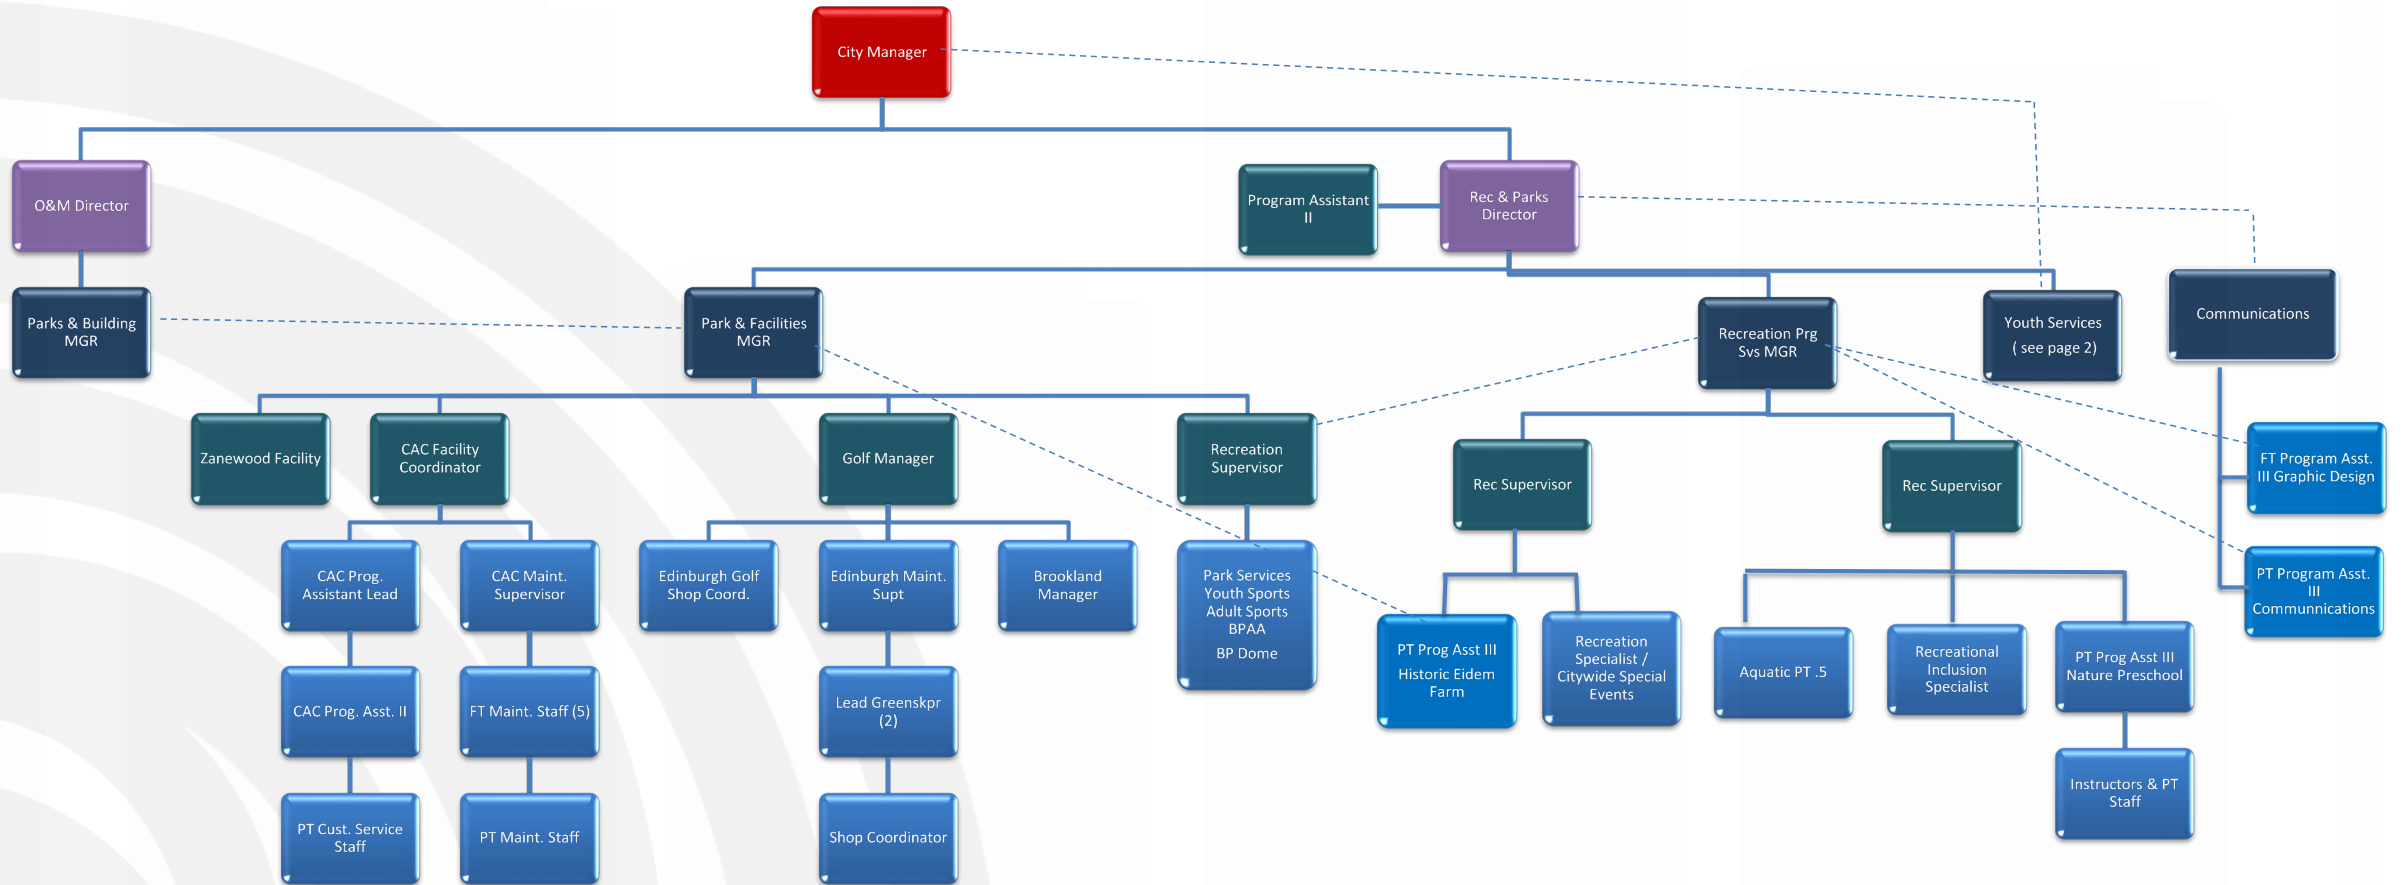 City Manager
O&M Director
Program Assistant
II
Rec & Parks
Director
Parks & Building
MGR
Park & Facilities
MGR
Recreation Prg
Svs MGR
Youth Services
( see page 2)
Communications
Zanewood Facility
CAC Facility
Coordinator
Golf Manager
Recreation
Supervisor
Rec Supervisor
Rec Supervisor
FT Program Asst.
III Graphic Design
CAC Prog.
Assistant Lead
CAC Maint.
Supervisor
Edinburgh Golf
Shop Coord.
Edinburgh Maint.
Supt
Brookland
Manager
Park Services
Youth Sports
Adult Sports
BPAA
BP Dome
PT Program Asst.
III
Communnications
PT Prog Asst III
Historic Eidem
Farm
Recreation
Specialist /
Citywide Special
Events
Aquatic PT .5
Recreational
Inclusion
Specialist
PT Prog Asst III
Nature Preschool
CAC Prog. Asst. II
FT Maint. Staff (5)
Lead Greenskpr
(2)
Instructors & PT
Staff
PT Cust. Service
Staff
PT Maint. Staff
Shop Coordinator